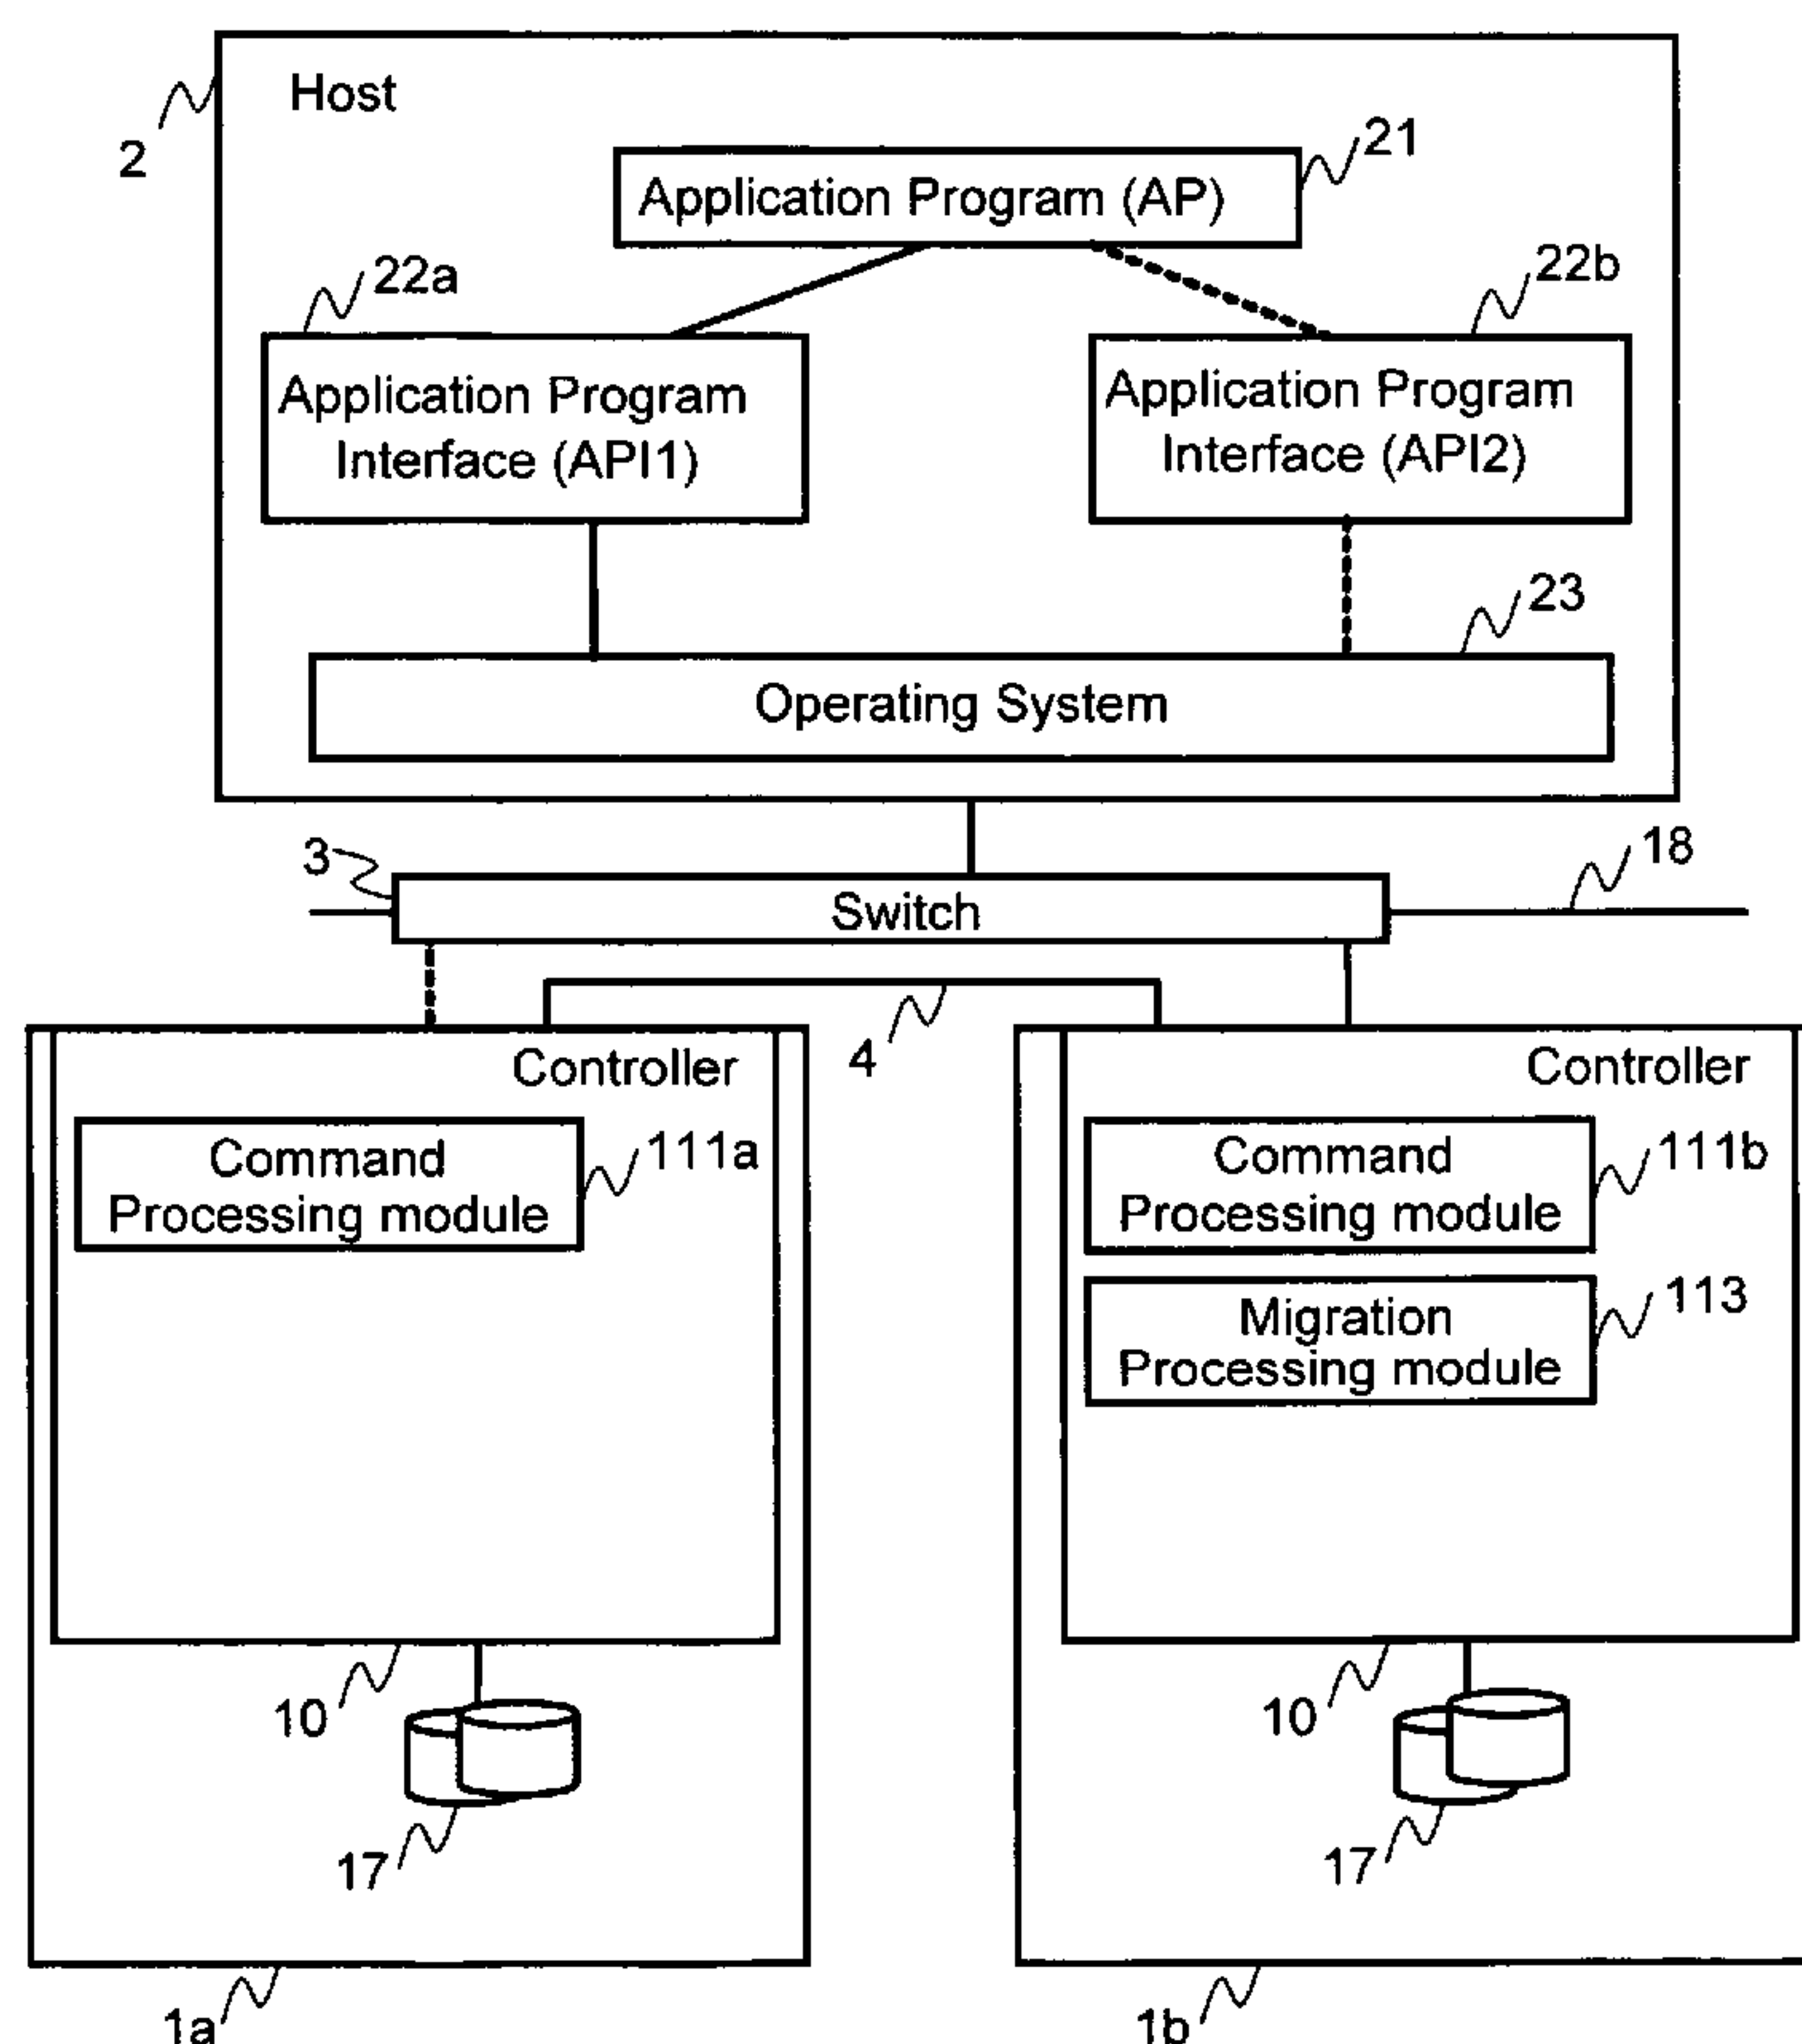 Host
2
21
Application Program (AP)
22a
22b
Application Program
Interface (API1)
Application Program
Interface (API2)
23
Operating System
3
18
Switch
4
Controller
Controller
Command
Processing module
111a
Command
Processing module
111b
Migration
Processing module
113
10
10
17
17
1a
1b